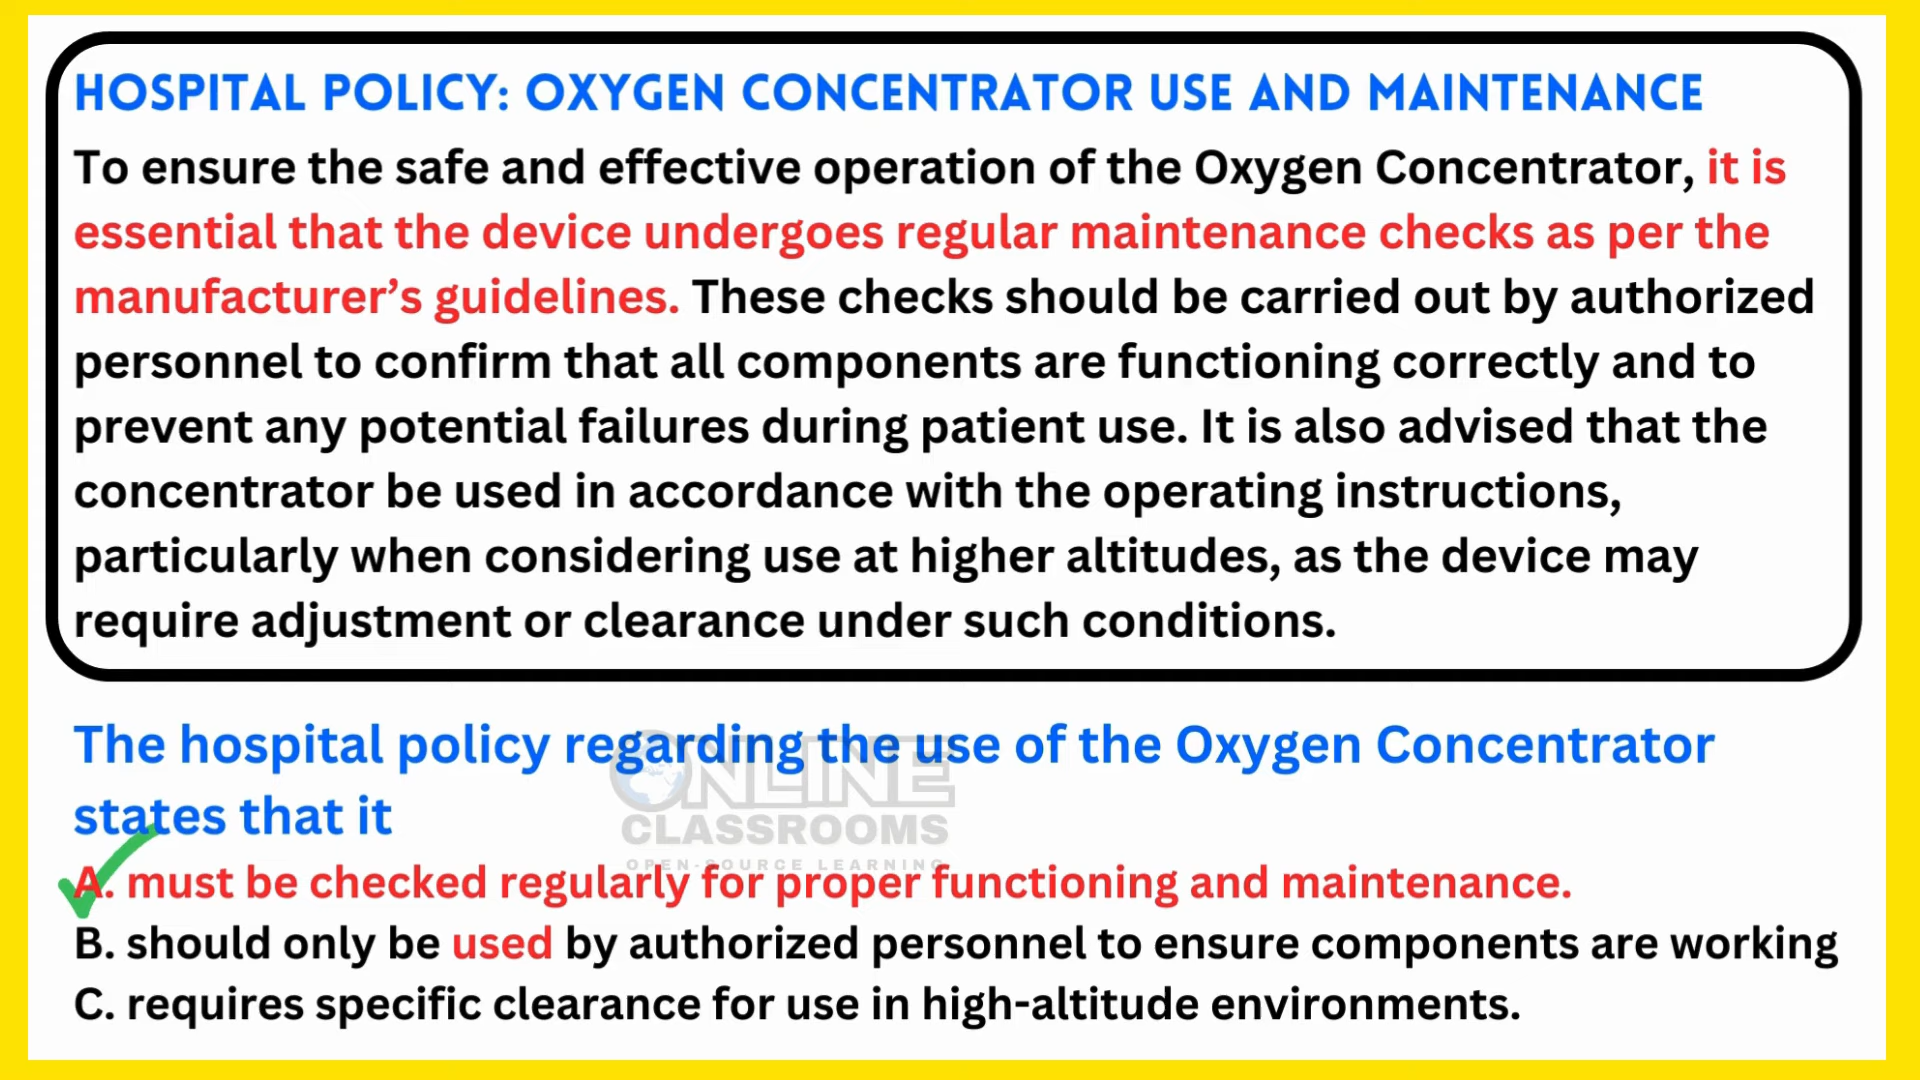 HOSPITAL POLICY: OXYGEN CONCENTRATOR USE AND MAINTENANCE
To ensure the safe and effective operation of the Oxygen Concentrator, it is
essential that the device undergoes regular maintenance checks as per the
manufacturer’s guidelines. These checks should be carried out by authorized
personnel to confirm that all components are functioning correctly and to
prevent any potential failures during patient use. It is also advised that the
concentrator be used in accordance with the operating instructions,
particularly when considering use at higher altitudes, as the device may
require adjustment or clearance under such conditions.
The hospital policy regarding the use of the Oxygen Concentrator
states that it
ONLINE
CLASSROOMS
OPEN-SOURCE LEARNING
A. must be checked regularly for proper functioning and maintenance.
B. should only be used by authorized personnel to ensure components are working
C. requires specific clearance for use in high-altitude environments.